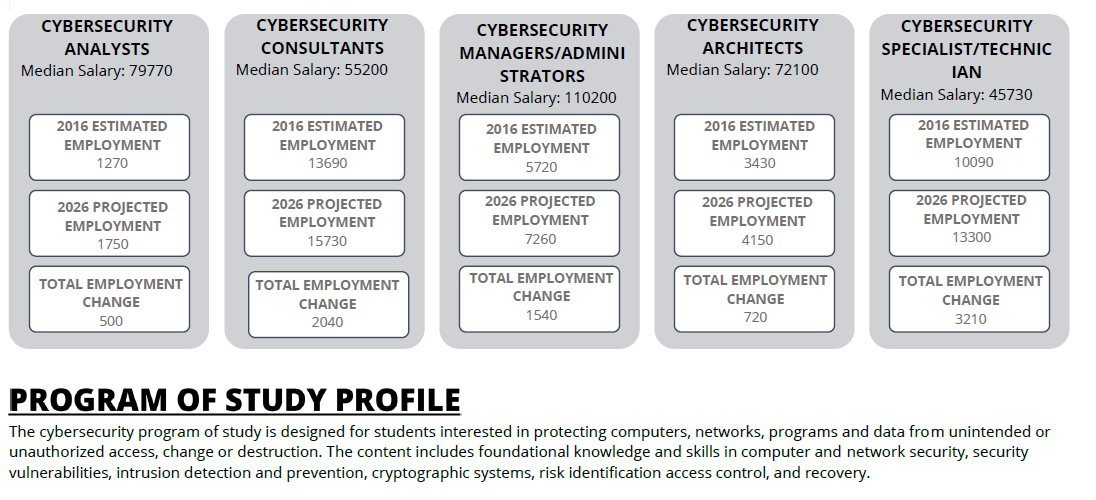 CYBERSECURITY
ANALYSTS
Median Salary: 79770
2016 ESTIMATED
EMPLOYMENT
1270
2026 PROJECTED
EMPLOYMENT
1750
TOTAL EMPLOYMENT
CHANGE
500
CYBERSECURITY
CONSULTANTS
Median Salary: 55200
2016 ESTIMATED
EMPLOYMENT
13690
2026 PROJECTED
EMPLOYMENT
15730
TOTAL EMPLOYMENT
CHANGE
2040
CYBERSECURITY
MANAGERS/ADMINI
STRATORS
Median Salary: 110200
2016 ESTIMATED
EMPLOYMENT
5720
2026 PROJECTED
EMPLOYMENT
7260
TOTAL EMPLOYMENT
CHANGE
1540
CYBERSECURITY
ARCHITECTS
Median Salary: 72100
2016 ESTIMATED
EMPLOYMENT
3430
2026 PROJECTED
EMPLOYMENT
4150
TOTAL EMPLOYMENT
CHANGE
720
CYBERSECURITY
SPECIALIST/TECHNIC
IAN
Median Salary: 45730
2016 ESTIMATED
EMPLOYMENT
10090
2026 PROJECTED
EMPLOYMENT
13300
TOTAL EMPLOYMENT
CHANGE
3210
PROGRAM OF STUDY PROFILE
The cybersecurity program of study is designed for students interested in protecting computers, networks, programs and data from unintended or
unauthorized access, change or destruction. The content includes foundational knowledge and skills in computer and network security, security
vulnerabilities, intrusion detection and prevention, cryptographic systems, risk identification access control, and recovery.